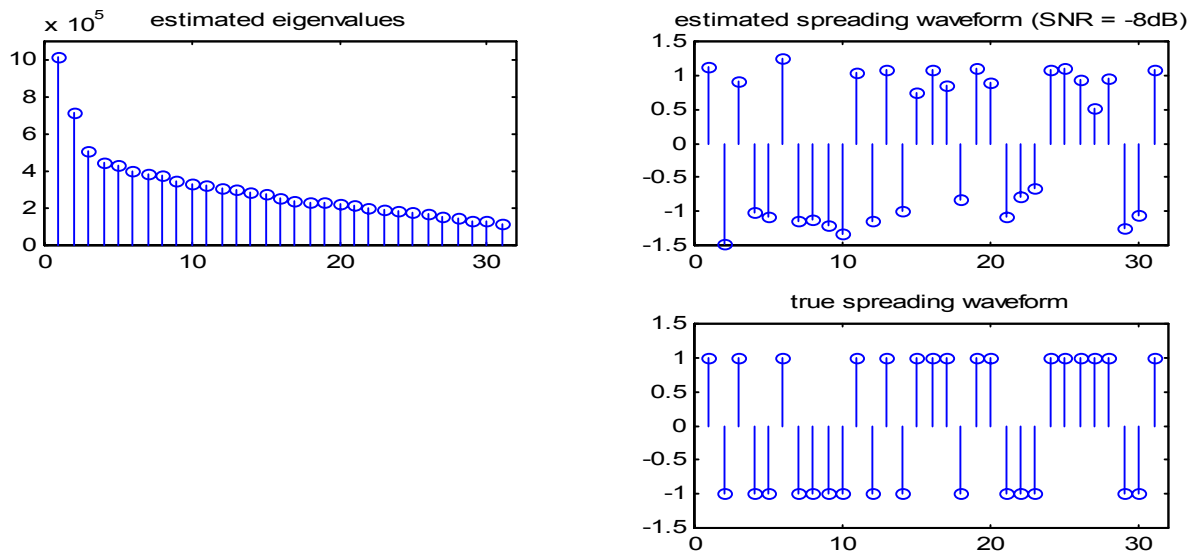 estimated eigenvalues
x 10^5
10
8
6
4
2
0
0 10 20 30
estimated spreading waveform (SNR = -8dB)
1.5
1
0.5
0
-0.5
-1
-1.5
0 10 20 30
true spreading waveform
1.5
1
0.5
0
-0.5
-1
-1.5
0 10 20 30